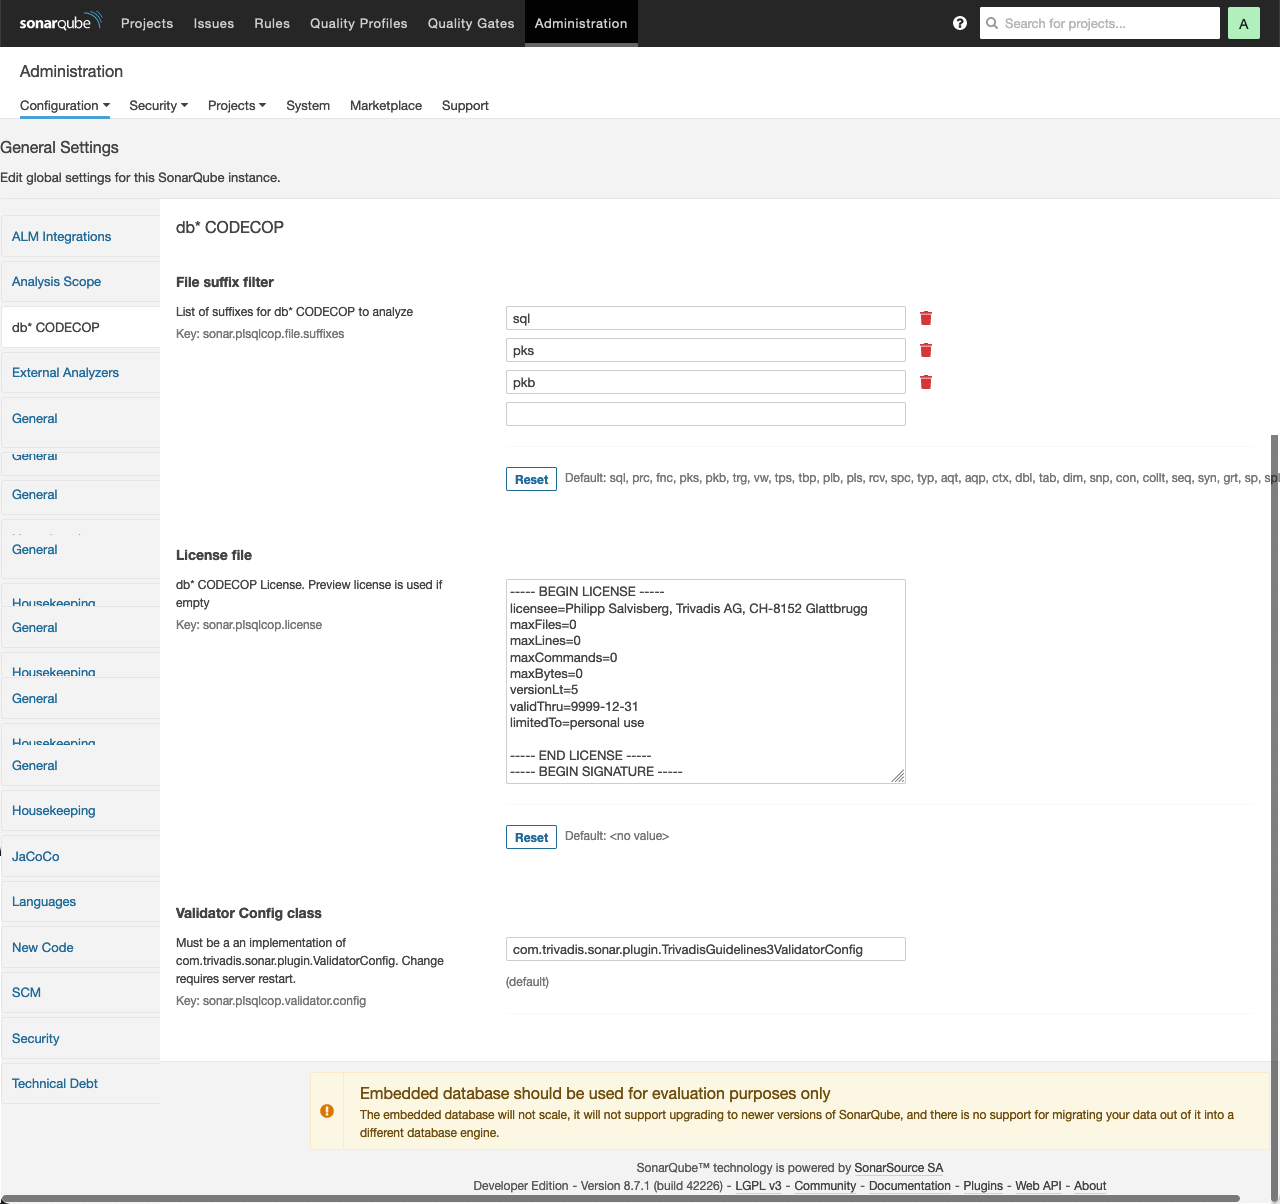 sonarqube Projects Issues Rules Quality Profiles Quality Gates Administration ? Search for projects... A
Administration
Configuration Security Projects System Marketplace Support
General Settings
Edit global settings for this SonarQube instance.
ALM Integrations
Analysis Scope
db* CODECOP
External Analyzers
General
General
General
General
Housekeeping
General
Housekeeping
General
Housekeeping
General
Housekeeping
JaCoCo
Languages
New Code
SCM
Security
Technical Debt
db* CODECOP
File suffix filter
List of suffixes for db* CODECOP to analyze
Key: sonar.plsqlcop.file.suffixes
sql
pks
pkb
Reset Default: sql, prc, fnc, pks, pkb, trg, vw, tps, tbp, plb, pls, rcv, spc, typ, aqt, aqp, ctx, dbl, tab, dim, snp, con, collt, seq, syn, grt, sp, spl
License file
db* CODECOP License. Preview license is used if
empty
Key: sonar.plsqlcop.license
----- BEGIN LICENSE -----
licensee=Philipp Salvisberg, Trivadis AG, CH-8152 Glattbrugg
maxFiles=0
maxLines=0
maxCommands=0
maxBytes=0
versionLt=5
validThru=9999-12-31
limitedTo=personal use
----- END LICENSE -----
----- BEGIN SIGNATURE -----
Reset Default: <no value>
Validator Config class
Must be a an implementation of
com.trivadis.sonar.plugin.ValidatorConfig. Change
requires server restart.
Key: sonar.plsqlcop.validator.config
com.trivadis.sonar.plugin.TrivadisGuidelines3ValidatorConfig
(default)
Embedded database should be used for evaluation purposes only
The embedded database will not scale, it will not support upgrading to newer versions of SonarQube, and there is no support for migrating your data out of it into a
different database engine.
SonarQube™ technology is powered by SonarSource SA
Developer Edition - Version 8.7.1 (build 42226) - LGPL v3 - Community - Documentation - Plugins - Web API - About